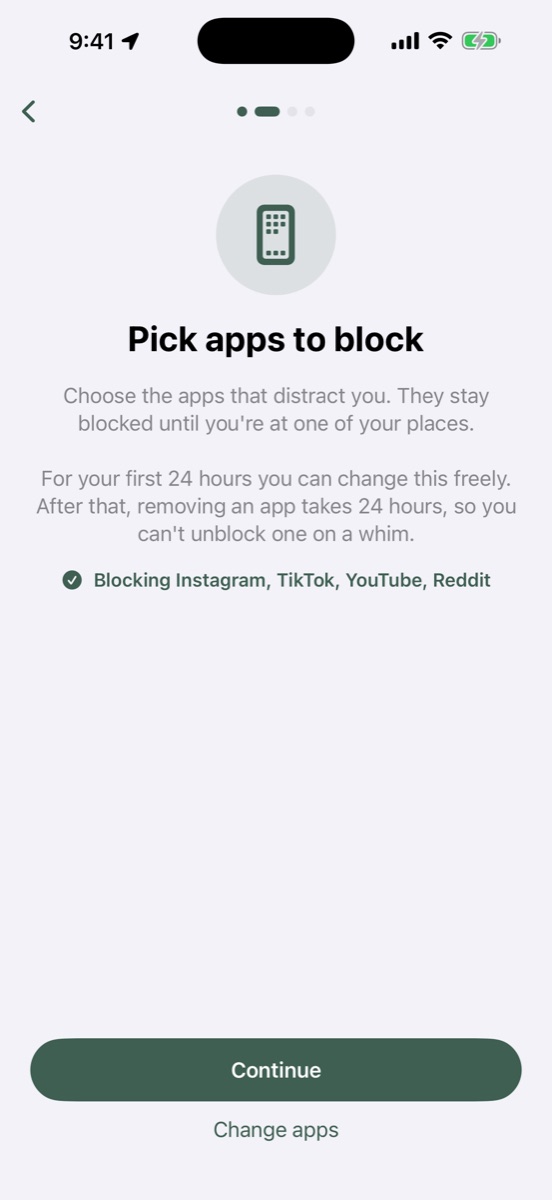 9:41
Pick apps to block
Choose the apps that distract you. They stay
blocked until you're at one of your places.
For your first 24 hours you can change this freely.
After that, removing an app takes 24 hours, so you
can't unblock one on a whim.
Blocking Instagram, TikTok, YouTube, Reddit
Continue
Change apps